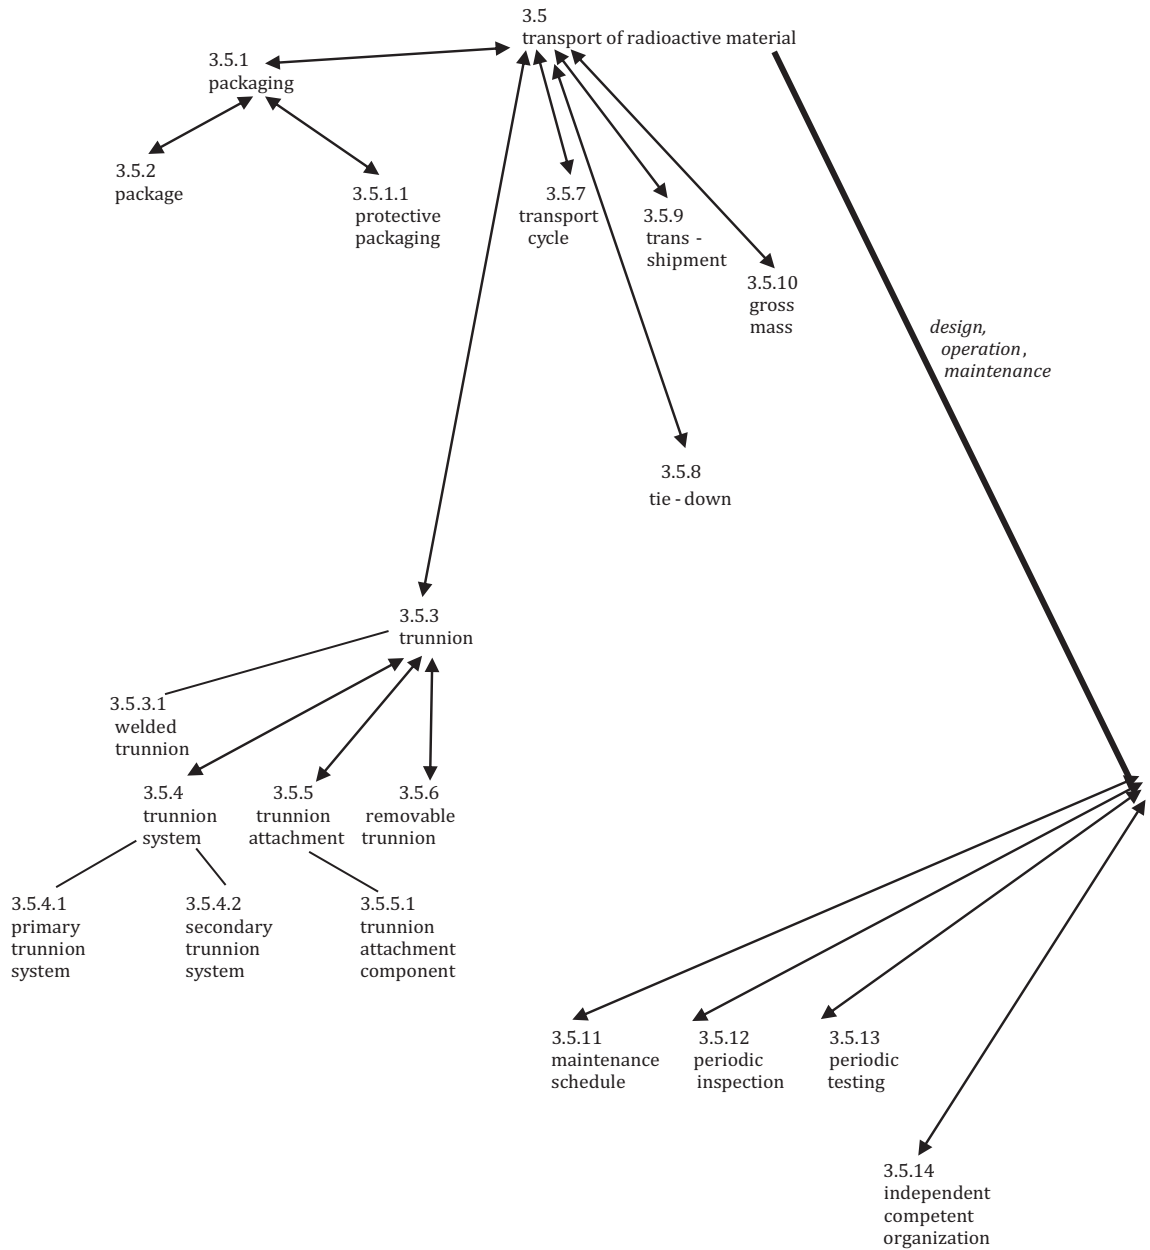 3.5
transport of radioactive material
3.5.1
packaging
3.5.2
package
3.5.1.1
protective
packaging
3.5.7
transport
cycle
3.5.9
trans -
shipment
3.5.10
gross
mass
design,
operation,
maintenance
3.5.8
tie - down
3.5.3
trunnion
3.5.3.1
welded
trunnion
3.5.4
trunnion
system
3.5.5
trunnion
attachment
3.5.6
removable
trunnion
3.5.4.1
primary
trunnion
system
3.5.4.2
secondary
trunnion
system
3.5.5.1
trunnion
attachment
component
3.5.11
maintenance
schedule
3.5.12
periodic
inspection
3.5.13
periodic
testing
3.5.14
independent
competent
organization